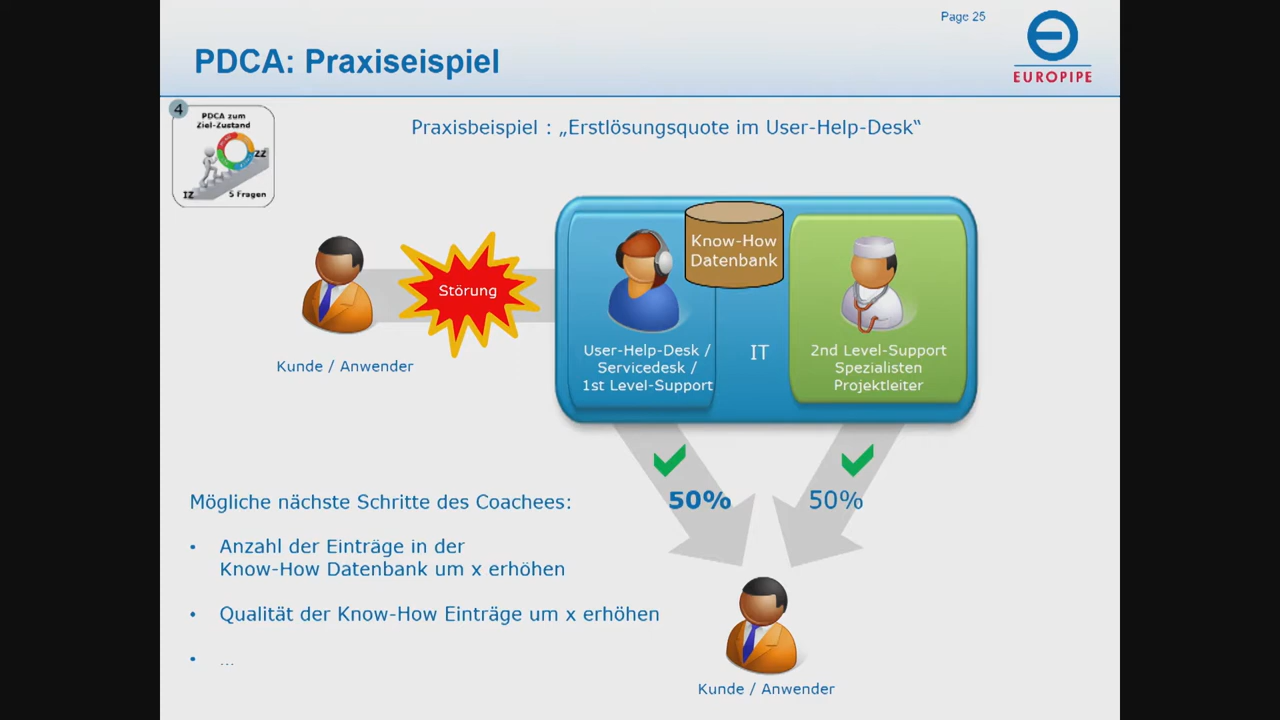 Page 25
EUROPIPE
PDCA: Praxiseispiel
4
PDCA zum
Ziel-Zustand
ZZ
IZ
5 Fragen
Praxisbeispiel : „Erstlösungsquote im User-Help-Desk“
Know-How
Datenbank
Störung
Kunde / Anwender
User-Help-Desk /
Servicedesk /
1st Level-Support
IT
2nd Level-Support
Spezialisten
Projektleiter
50%
50%
Mögliche nächste Schritte des Coachees:
• Anzahl der Einträge in der
Know-How Datenbank um x erhöhen
• Qualität der Know-How Einträge um x erhöhen
• ...
Kunde / Anwender